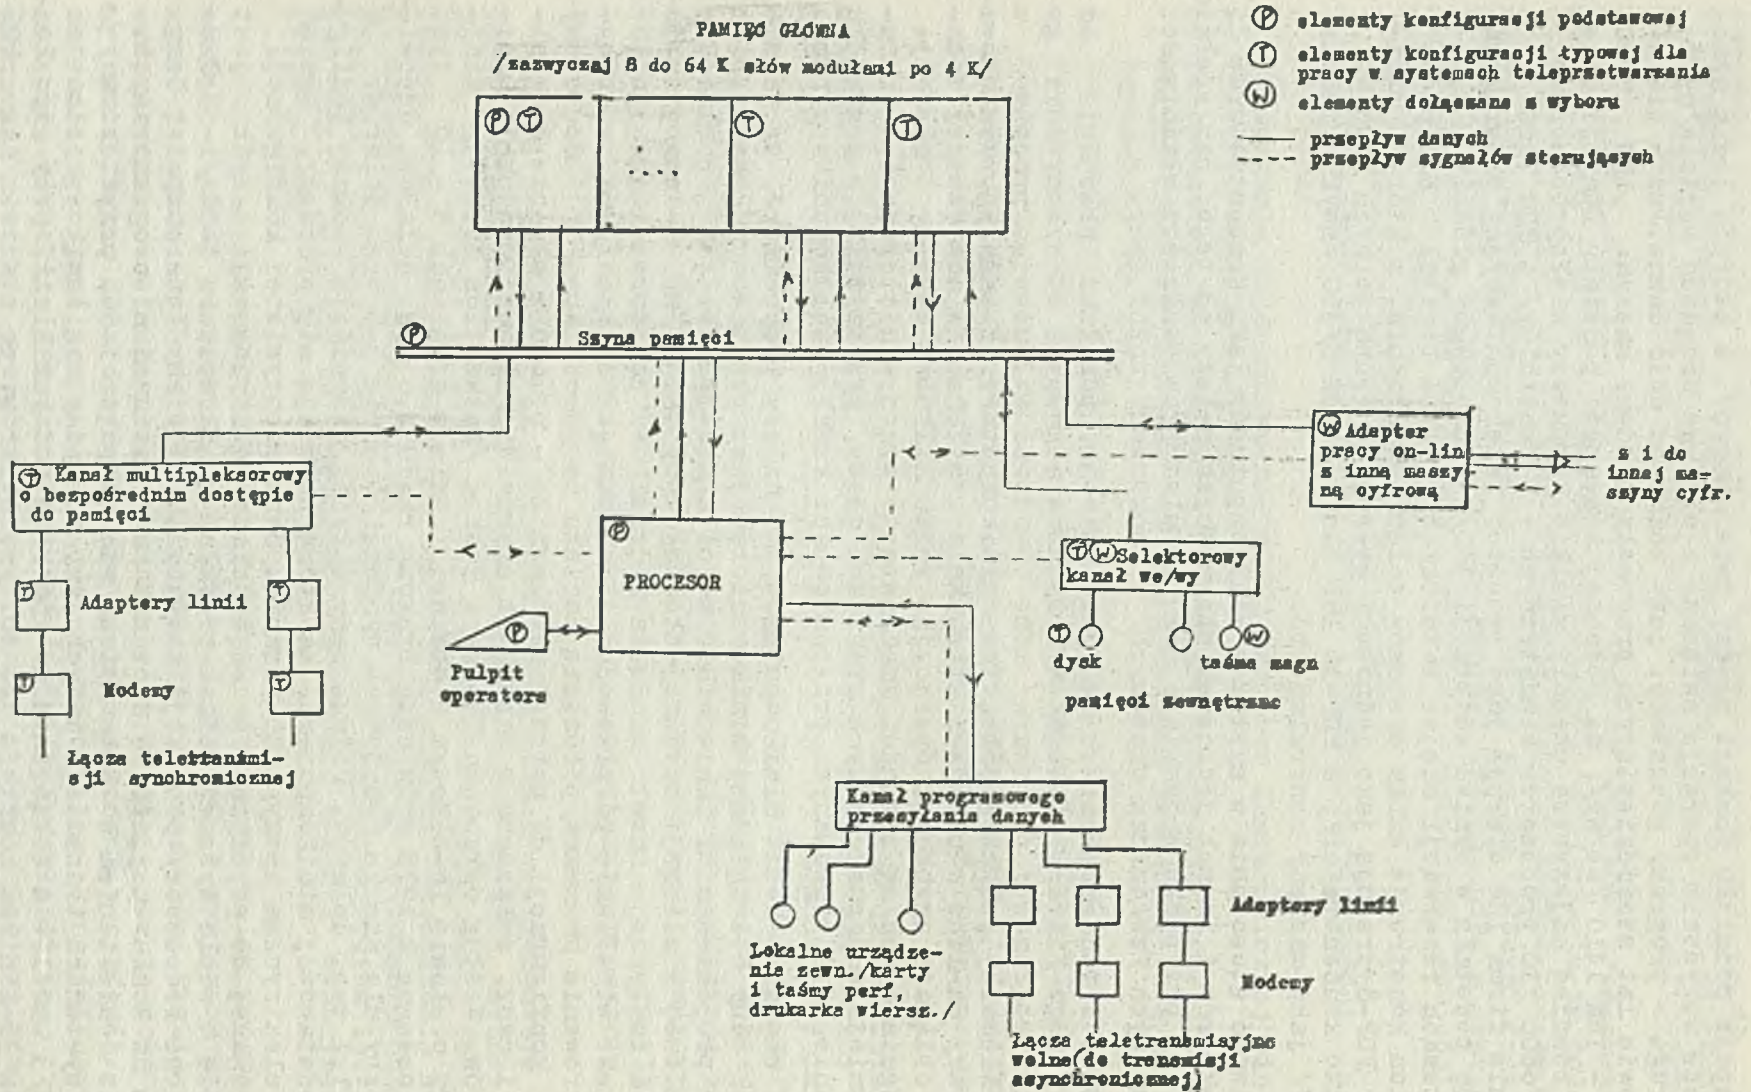 PAMIĘĆ GŁÓWNA
/zazwyczaj 8 do 64 K słów modułami po 4 K/
Ⓟ elementy konfiguracji podstawowej
Ⓣ elementy konfiguracji typowej dla
pracy w systemach teleprzetwarzania
Ⓦ elementy dołączane z wyboru
przepływ danych
przepływ sygnałów sterujących
Ⓟ Ⓣ
....
Ⓣ
Ⓣ
Ⓟ
Szyna pamięci
Ⓣ Kanał multipleksorowy
o bezpośrednim dostępie
do pamięci
Ⓣ
Adaptery linii
Ⓣ
Ⓣ
Modemy
Ⓣ
Łącza teletransmi-
sji synchronicznej
Ⓟ
PROCESOR
Ⓟ
Pulpit
operatora
Ⓦ Adapter
pracy on-lin
z inną maszy
ną cyfrową
z i do
innej ma-
szyny cyfr.
Ⓣ Ⓦ Selektorowy
kanał we/wy
Ⓣ
Ⓦ
dysk
taśma magn
pamięci zewnętrzne
Kanał programowego
przesyłania danych
Adaptery linii
Modemy
Lokalne urządze-
nia zewn./karty
i taśmy perf,
drukarka wiersz./
Łącza teletransmisyjne
wolne(do transmisji
asynchronicznej)